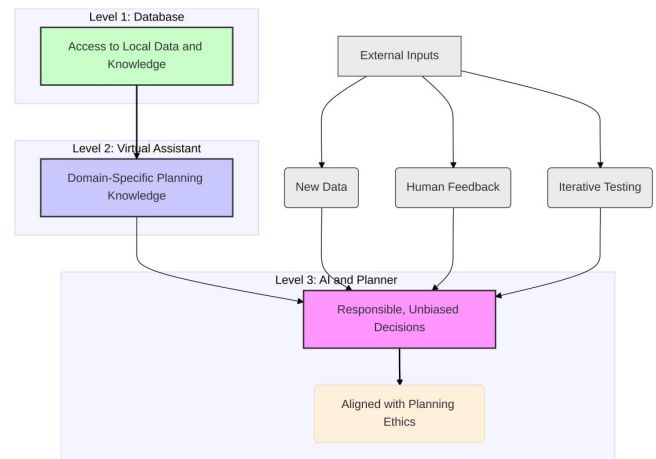 Level 1: Database
Access to Local Data and
Knowledge
External Inputs
Level 2: Virtual Assistant
Domain-Specific Planning
Knowledge
New Data
Human Feedback
Iterative Testing
Level 3: AI and Planner
Responsible, Unbiased
Decisions
Aligned with Planning
Ethics